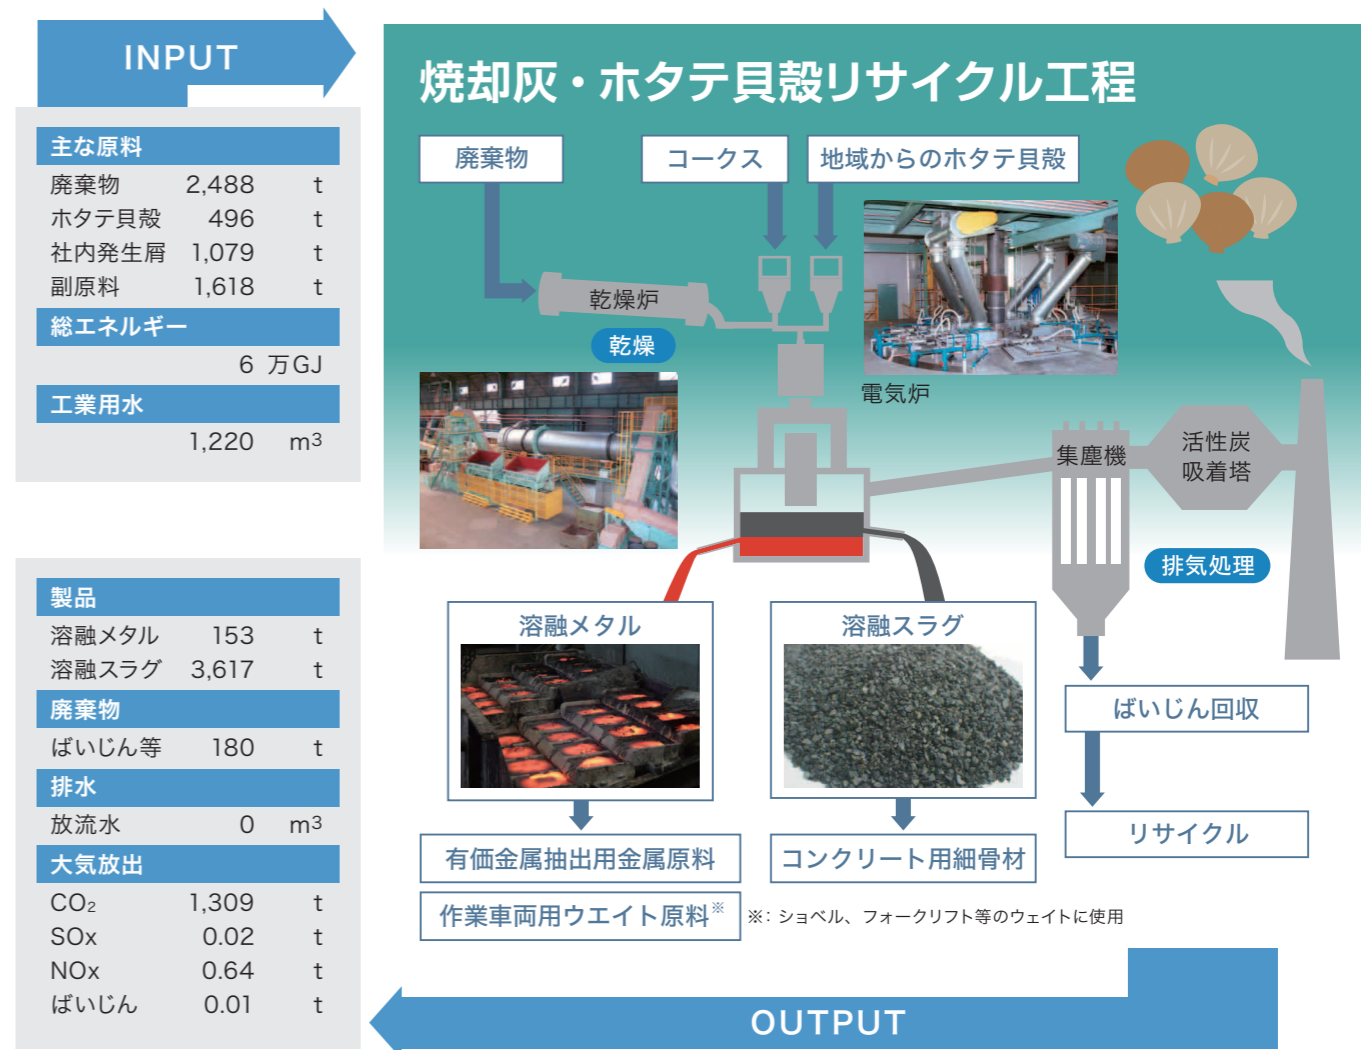 INPUT
主な原料
廃棄物 2,488 t
ホタテ貝殻 496 t
社内発生屑 1,079 t
副原料 1,618 t
総エネルギー
6 万GJ
工業用水
1,220 m³
製品
溶融メタル 153 t
溶融スラグ 3,617 t
廃棄物
ばいじん等 180 t
排水
放流水 0 m³
大気放出
CO₂ 1,309 t
SOx 0.02 t
NOx 0.64 t
ばいじん 0.01 t
焼却灰・ホタテ貝殻リサイクル工程
廃棄物
コークス
地域からのホタテ貝殻
乾燥炉
乾燥
電気炉
集塵機
活性炭
吸着塔
排気処理
溶融メタル
溶融スラグ
ばいじん回収
リサイクル
有価金属抽出用金属原料
コンクリート用細骨材
作業車両用ウエイト原料※
※：ショベル、フォークリフト等のウェイトに使用
OUTPUT